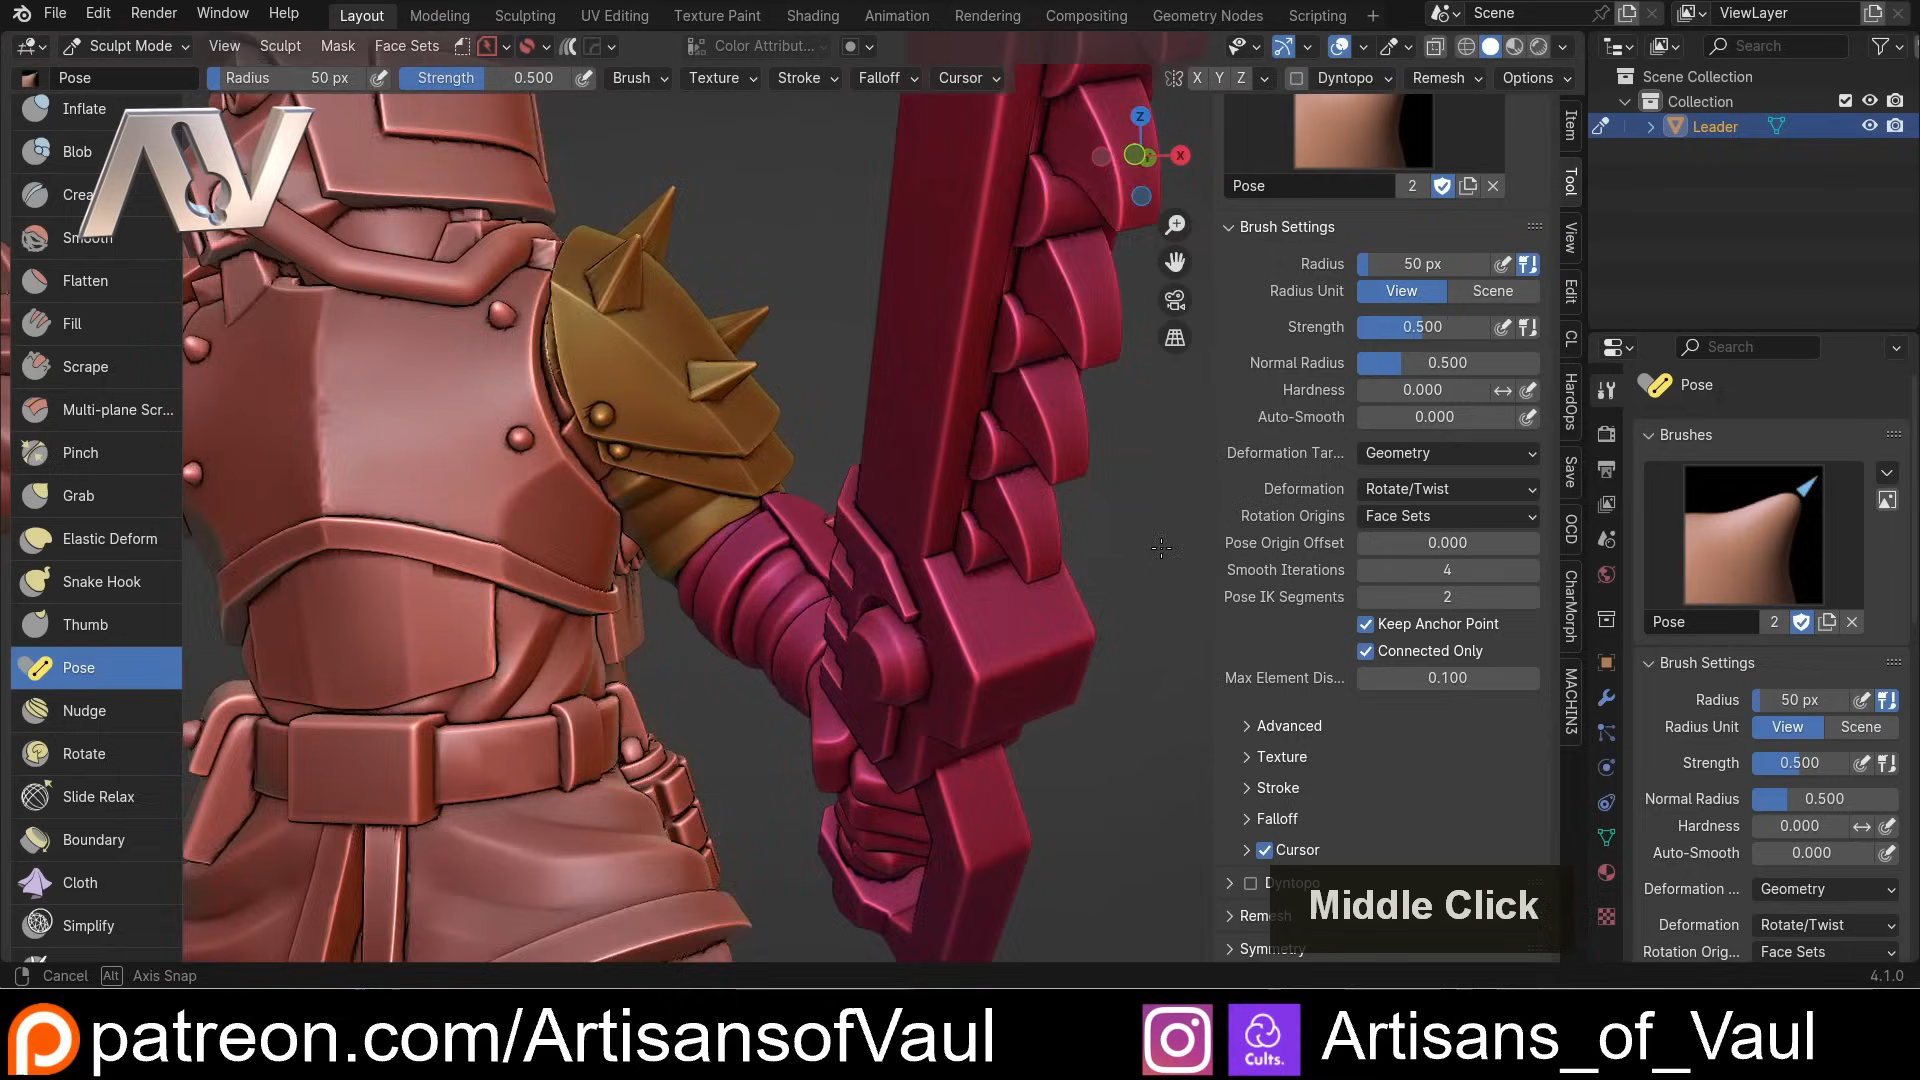 File Edit Render Window Help Layout Modeling Sculpting UV Editing Texture Paint Shading Animation Rendering Compositing Geometry Nodes Scripting + Scene ViewLayer
Sculpt Mode View Sculpt Mask Face Sets Color Attribut... Search
Pose Radius 50 px Strength 0.500 Brush Texture Stroke Falloff Cursor X Y Z Dyntopo Remesh Options
Scene Collection
Collection
Leader
Inflate
Blob
Crea
Smooth
Flatten
Fill
Scrape
Multi-plane Scr...
Pinch
Grab
Elastic Deform
Snake Hook
Thumb
Pose
Nudge
Rotate
Slide Relax
Boundary
Cloth
Simplify
AV
Z
X
Pose 2
Brush Settings
Radius 50 px
Radius Unit View Scene
Strength 0.500
Normal Radius 0.500
Hardness 0.000
Auto-Smooth 0.000
Deformation Tar... Geometry
Deformation Rotate/Twist
Rotation Origins Face Sets
Pose Origin Offset 0.000
Smooth Iterations 4
Pose IK Segments 2
Keep Anchor Point
Connected Only
Max Element Dis... 0.100
Advanced
Texture
Stroke
Falloff
Cursor
Dyntopo
Remesh
Symmetry
Middle Click
Item
Tool
View
Edit
CL
HardOps
Save
OCD
CharMorph
MACHIN3
Search
Pose
Brushes
Pose 2
Brush Settings
Radius 50 px
Radius Unit View Scene
Strength 0.500
Normal Radius 0.500
Hardness 0.000
Auto-Smooth 0.000
Deformation ... Geometry
Deformation Rotate/Twist
Rotation Orig... Face Sets
Cancel Alt Axis Snap 4.1.0
patreon.com/ArtisansofVaul Cults. Artisans_of_Vaul